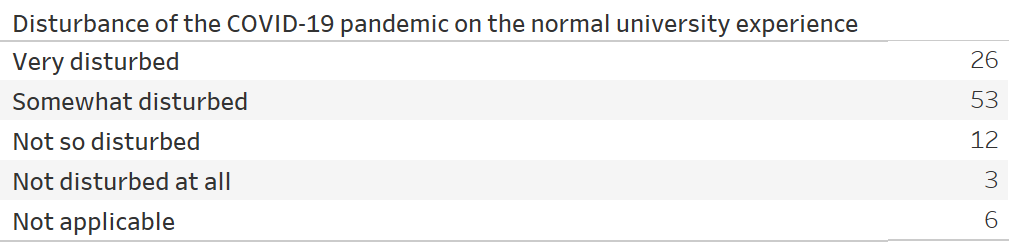 Disturbance of the COVID-19 pandemic on the normal university experience
Very disturbed 26
Somewhat disturbed 53
Not so disturbed 12
Not disturbed at all 3
Not applicable 6